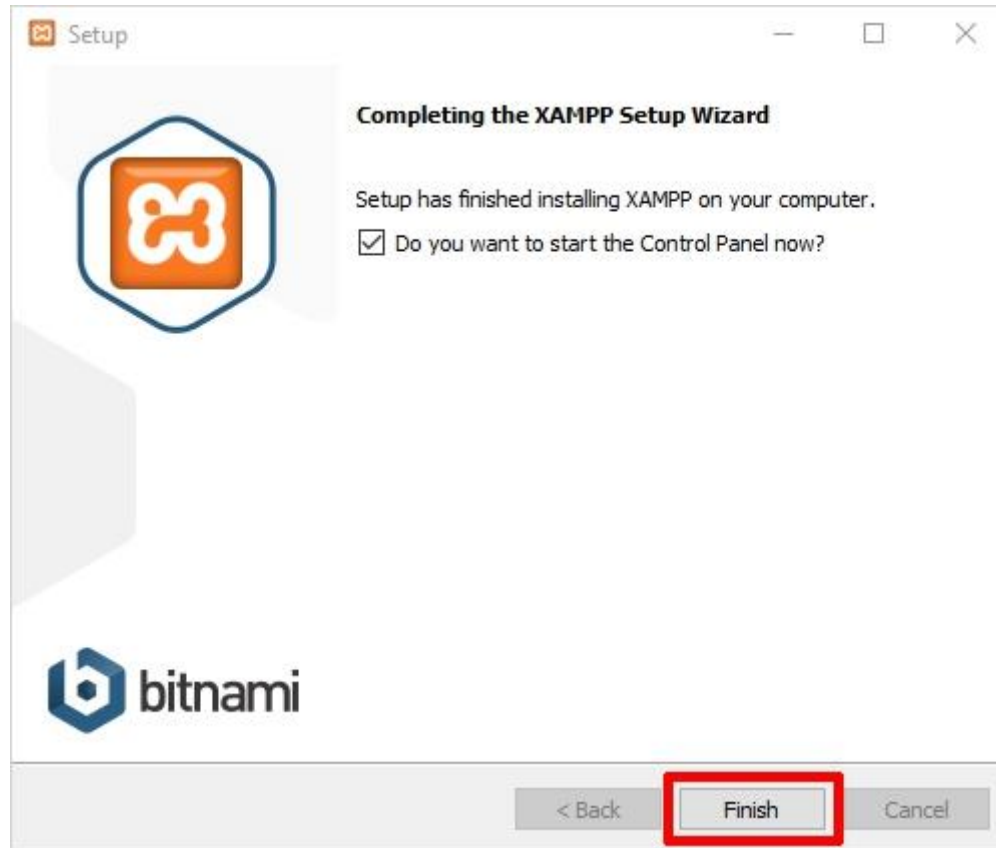 Setup
Completing the XAMPP Setup Wizard
Setup has finished installing XAMPP on your computer.
Do you want to start the Control Panel now?
bitnami
< Back
Finish
Cancel